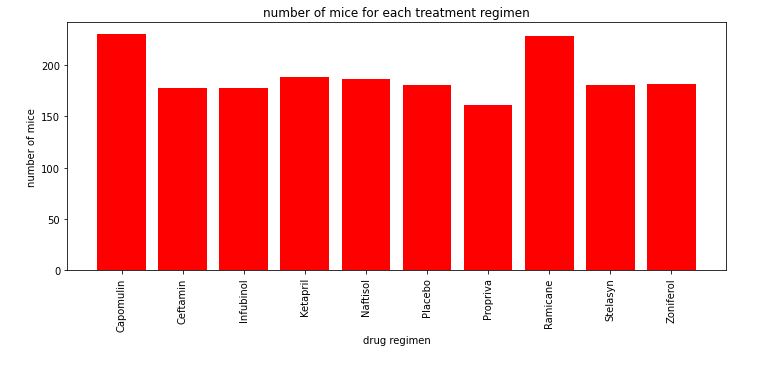 number of mice for each treatment regimen
number of mice
200
150
100
50
0
Capomulin
Ceftamin
Infubinol
Ketapril
Naftisol
Placebo
Propriva
Ramicane
Stelasyn
Zoniferol
drug regimen